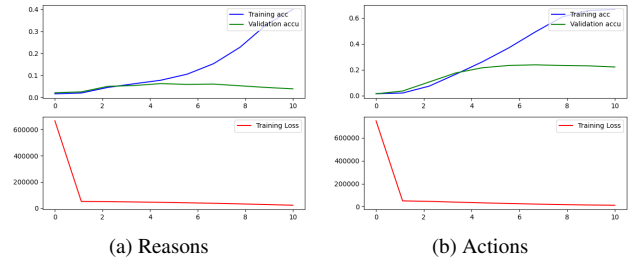 0.4
0.3
0.2
0.1
0.0
Training acc
Validation accu
0 2 4 6 8 10
600000
400000
200000
0
Training Loss
0 2 4 6 8 10
(a) Reasons
0.6
0.4
0.2
0.0
Training acc
Validation accu
0 2 4 6 8 10
600000
400000
200000
0
Training Loss
0 2 4 6 8 10
(b) Actions